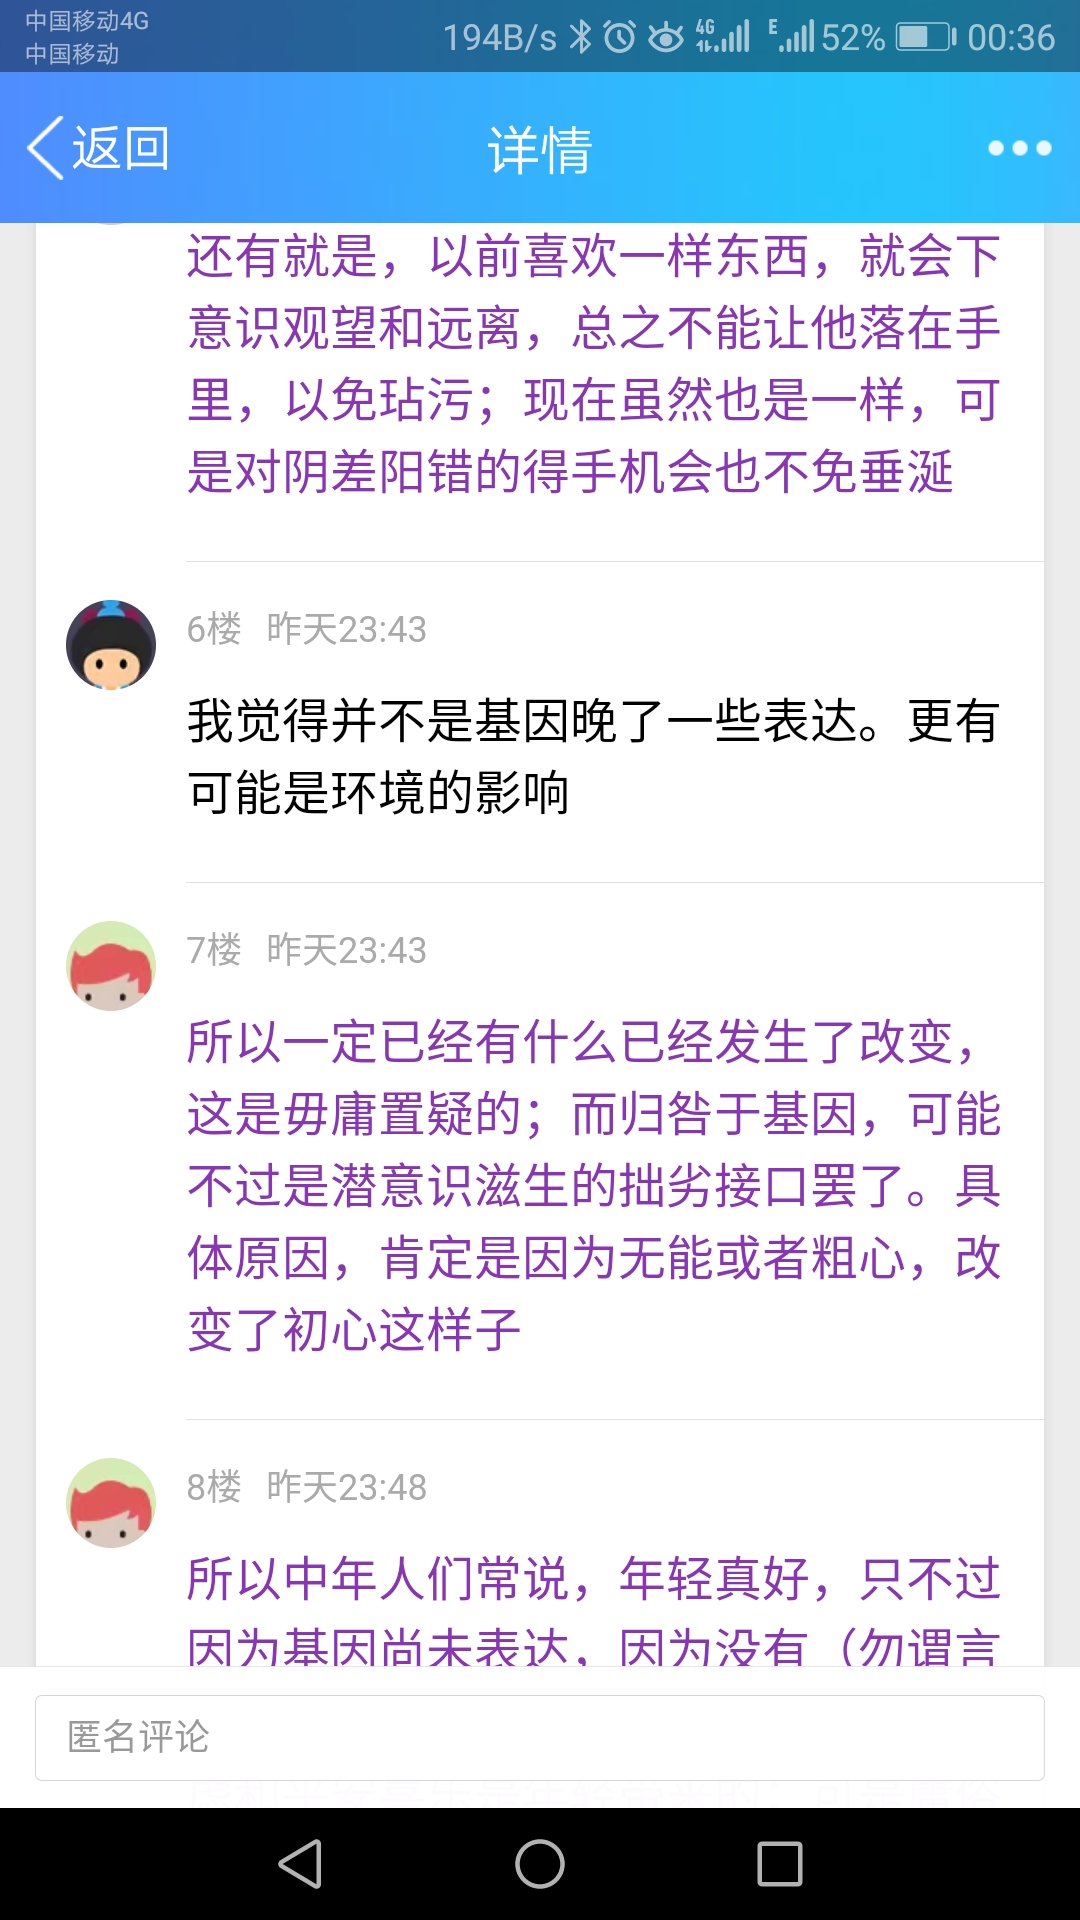 中国移动4G
中国移动
194B/s 4G E 52% 00:36
返回
详情
还有就是，以前喜欢一样东西，就会下
意识观望和远离，总之不能让他落在手
里，以免玷污；现在虽然也是一样，可
是对阴差阳错的得手机会也不免垂涎
6楼 昨天23:43
我觉得并不是基因晚了一些表达。更有
可能是环境的影响
7楼 昨天23:43
所以一定已经有什么已经发生了改变，
这是毋庸置疑的；而归咎于基因，可能
不过是潜意识滋生的拙劣接口罢了。具
体原因，肯定是因为无能或者粗心，改
变了初心这样子
8楼 昨天23:48
所以中年人们常说，年轻真好，只不过
因为基因尚未表达，因为没有（勿谓言
匿名评论